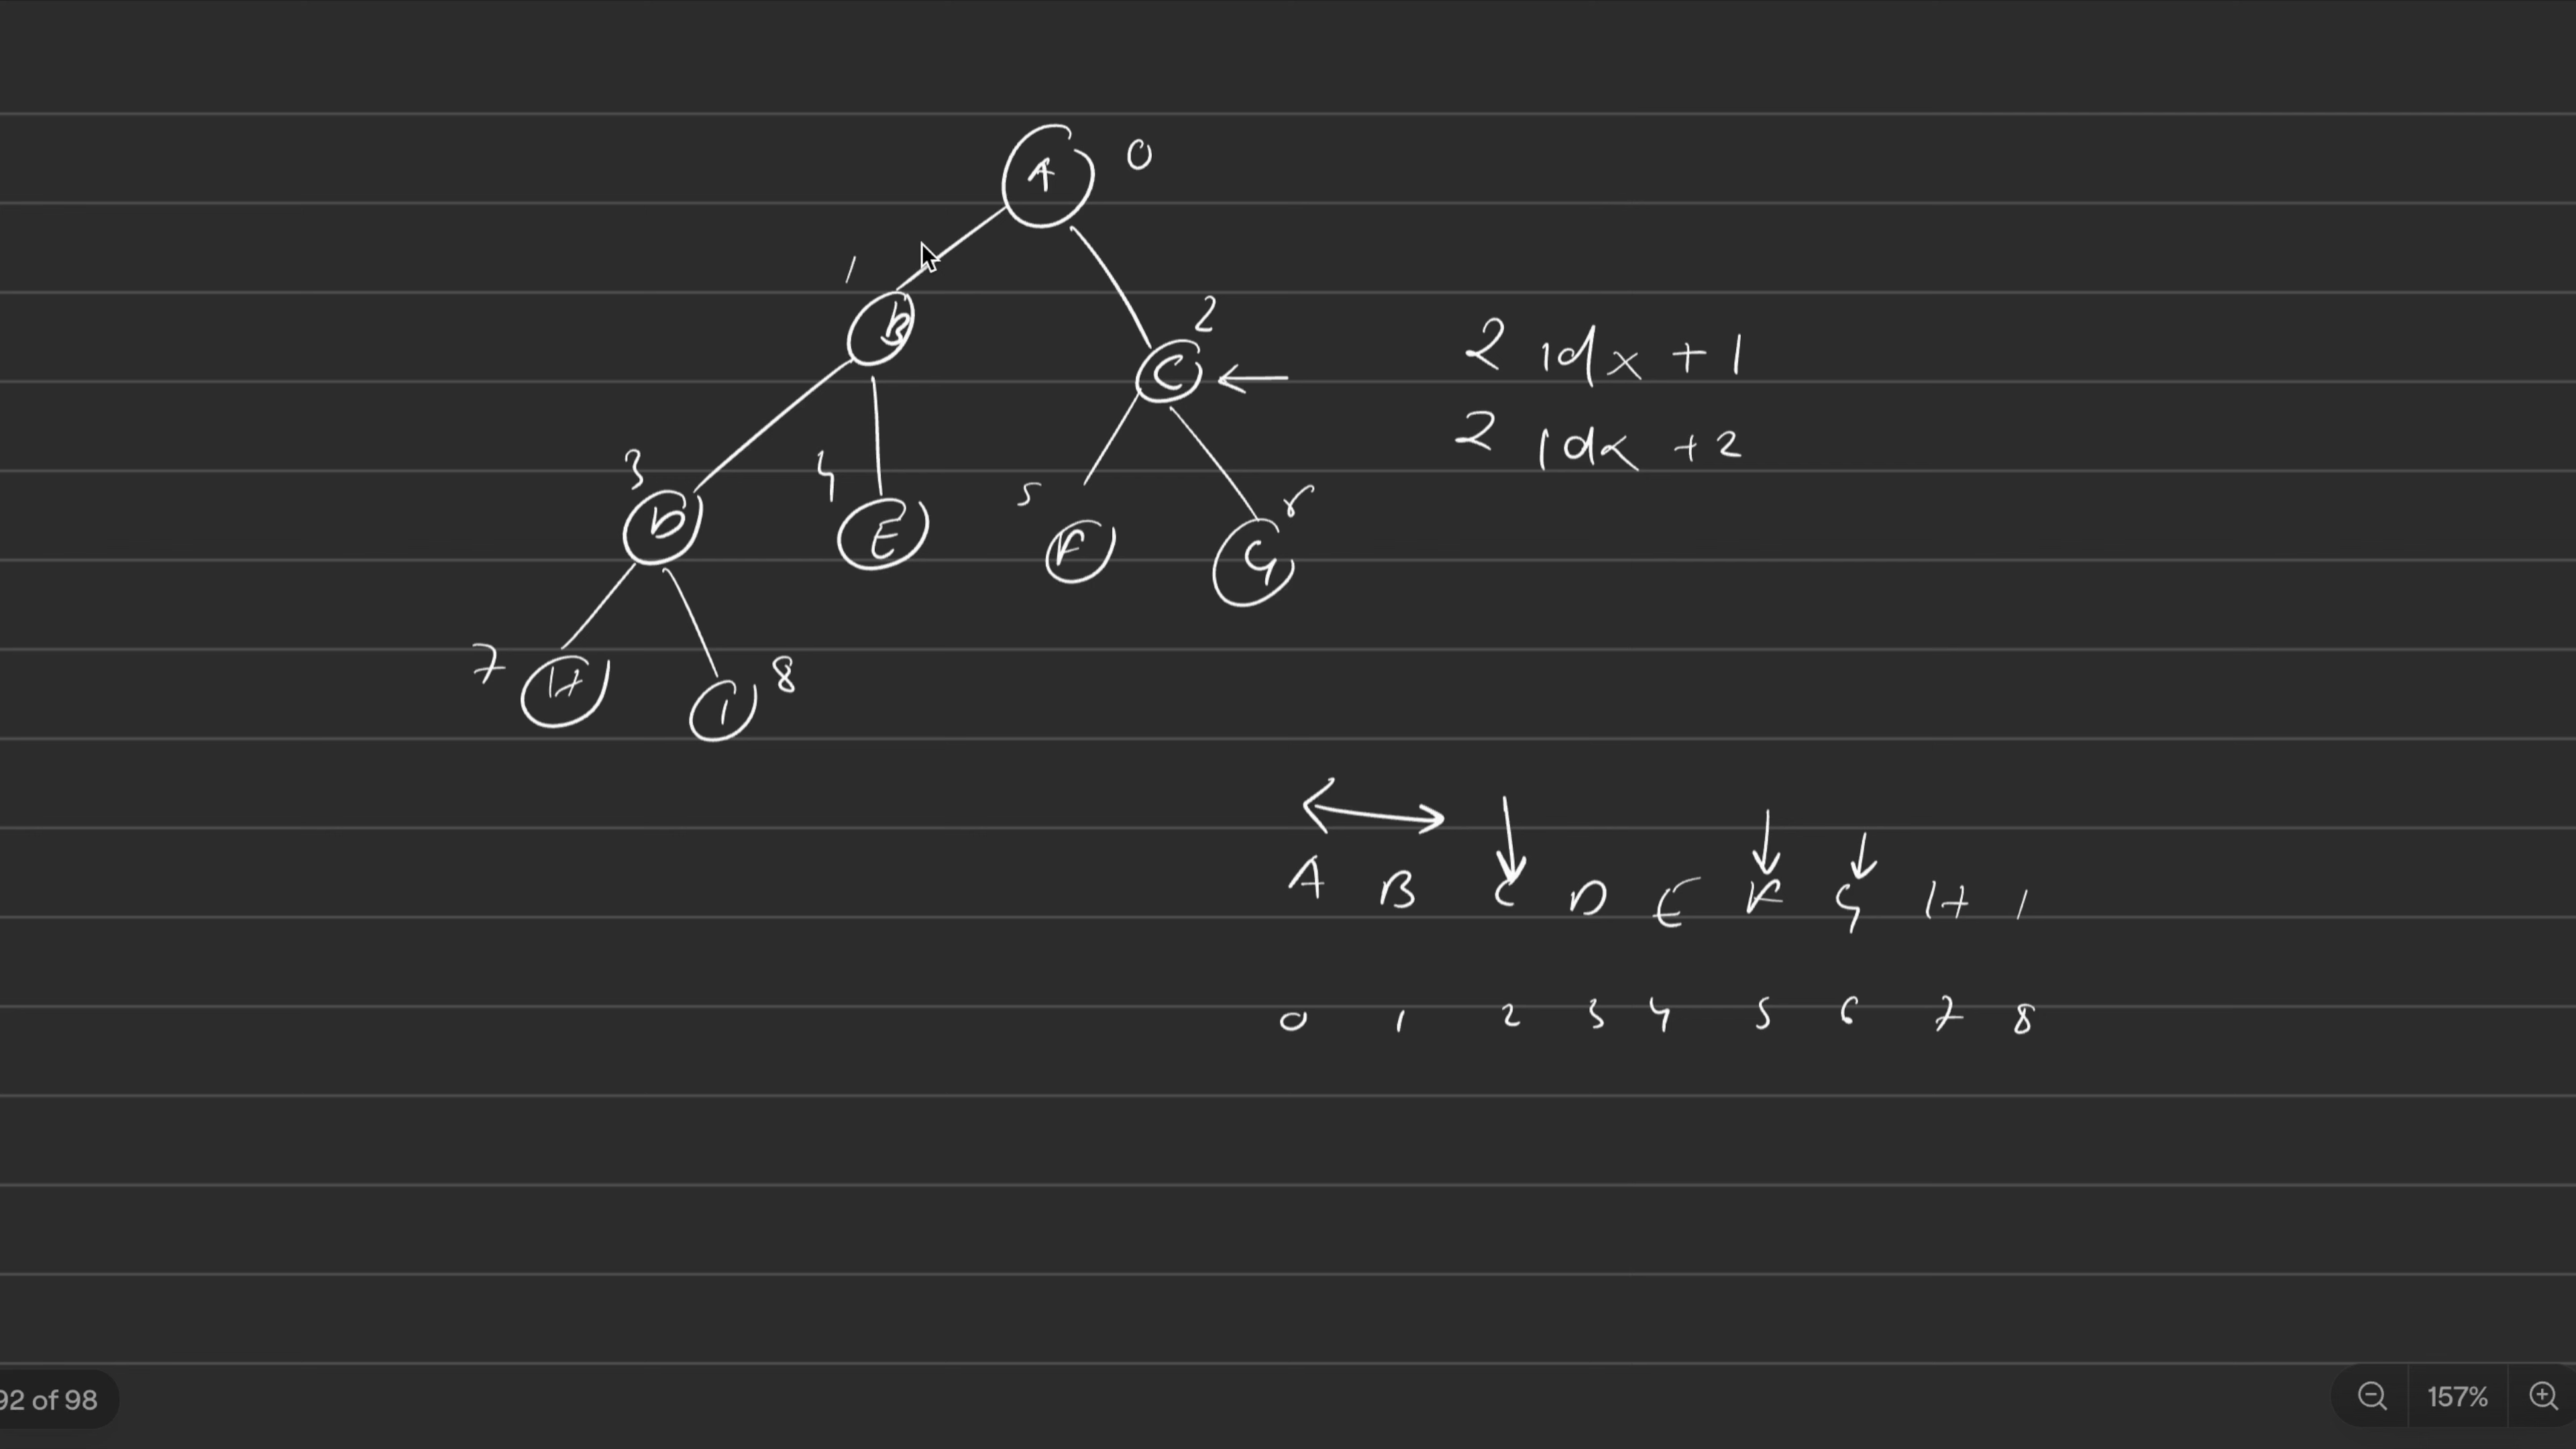 A 0
1
B
2
C ←
2 idx + 1
2 idx + 2
3 4 5
D E F G
7 H I 8
A B C D E F G H I
0 1 2 3 4 5 6 7 8
92 of 98
157%